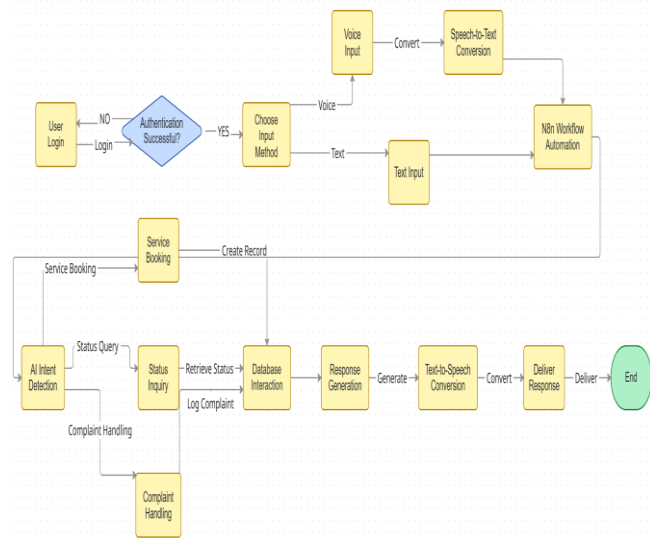 Voice
Input
Convert
Speech-to-Text
Conversion
User
Login
NO
Login
Authentication
Successful?
YES
Choose
Input
Method
Voice
Text
Text Input
N8n Workflow
Automation
Service
Booking
Create Record
Service Booking
AI Intent
Detection
Status Query
Status
Inquiry
Retrieve Status
Log Complaint
Database
Interaction
Response
Generation
Generate
Text-to-Speech
Conversion
Convert
Deliver
Response
Deliver
End
Complaint Handling
Complaint
Handling